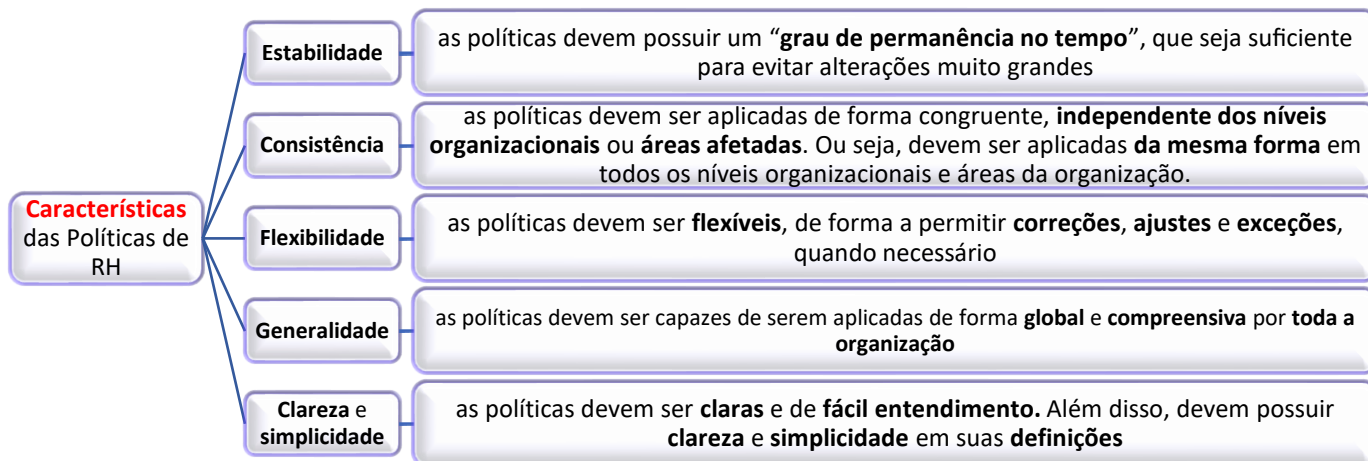 Características
das Políticas de
RH
Estabilidade
as políticas devem possuir um “grau de permanência no tempo”, que seja suficiente
para evitar alterações muito grandes
Consistência
as políticas devem ser aplicadas de forma congruente, independente dos níveis
organizacionais ou áreas afetadas. Ou seja, devem ser aplicadas da mesma forma em
todos os níveis organizacionais e áreas da organização.
Flexibilidade
as políticas devem ser flexíveis, de forma a permitir correções, ajustes e exceções,
quando necessário
Generalidade
as políticas devem ser capazes de serem aplicadas de forma global e compreensiva por toda a
organização
Clareza e
simplicidade
as políticas devem ser claras e de fácil entendimento. Além disso, devem possuir
clareza e simplicidade em suas definições